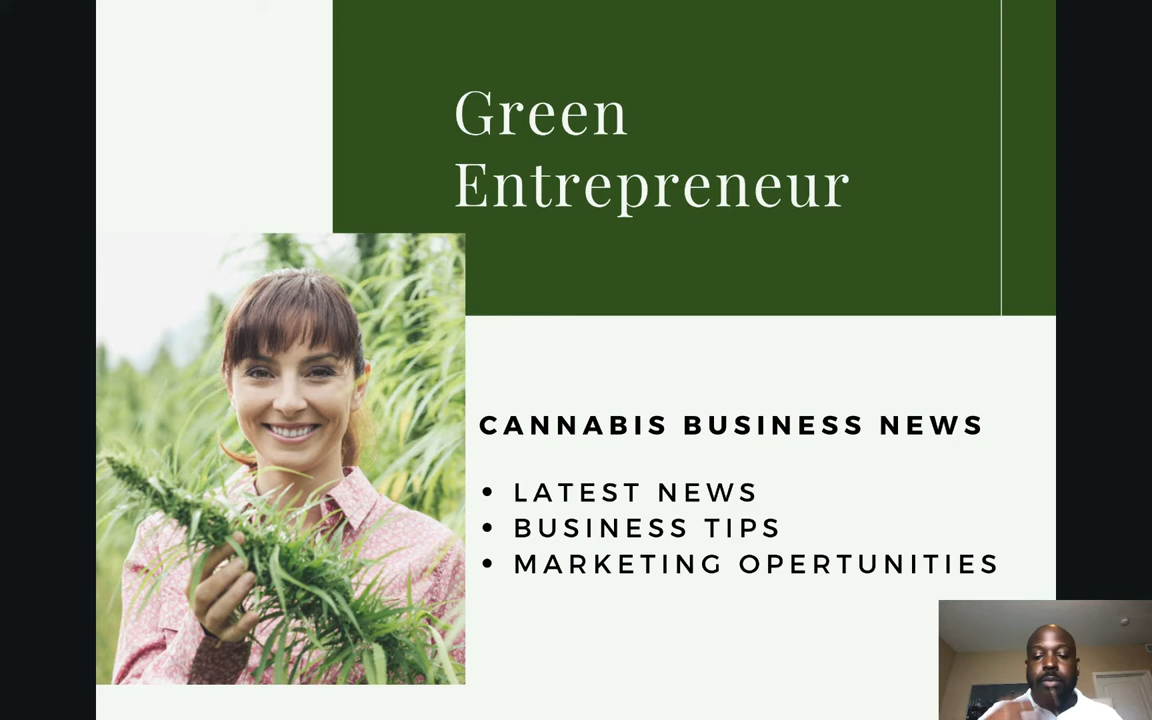 Green
Entrepreneur
CANNABIS BUSINESS NEWS
• LATEST NEWS
• BUSINESS TIPS
• MARKETING OPERTUNITIES